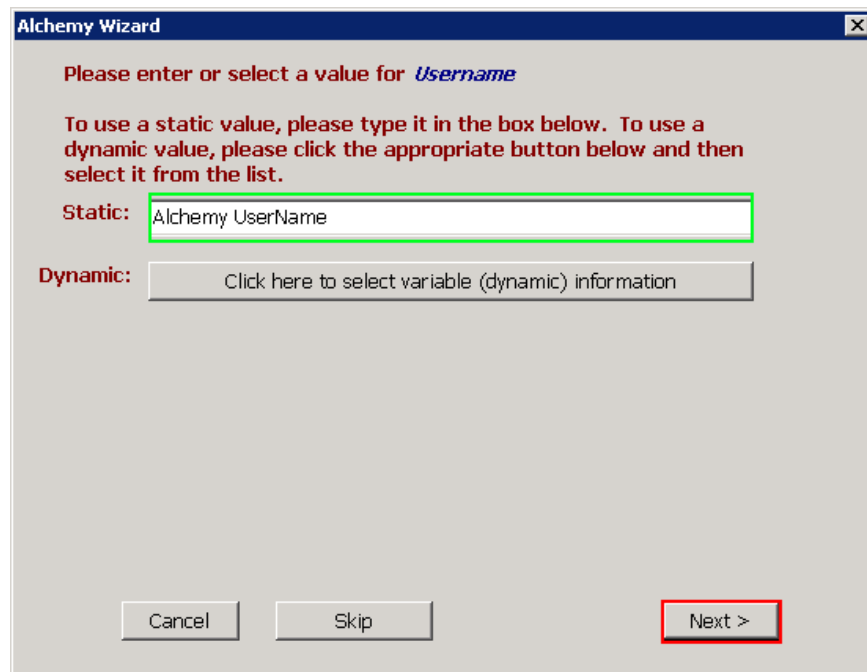 Alchemy Wizard
Please enter or select a value for Username
To use a static value, please type it in the box below. To use a
dynamic value, please click the appropriate button below and then
select it from the list.
Static: Alchemy UserName
Dynamic: Click here to select variable (dynamic) information
Cancel Skip Next >